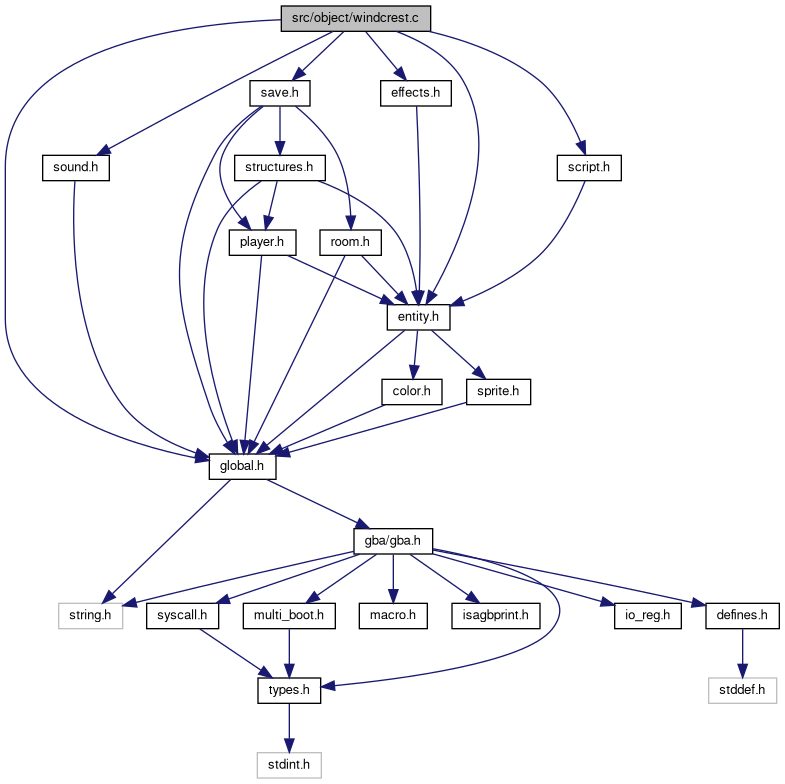 src/object/windcrest.c
save.h
effects.h
sound.h
structures.h
script.h
player.h
room.h
entity.h
color.h
sprite.h
global.h
gba/gba.h
string.h
syscall.h
multi_boot.h
macro.h
isagbprint.h
io_reg.h
defines.h
types.h
stddef.h
stdint.h